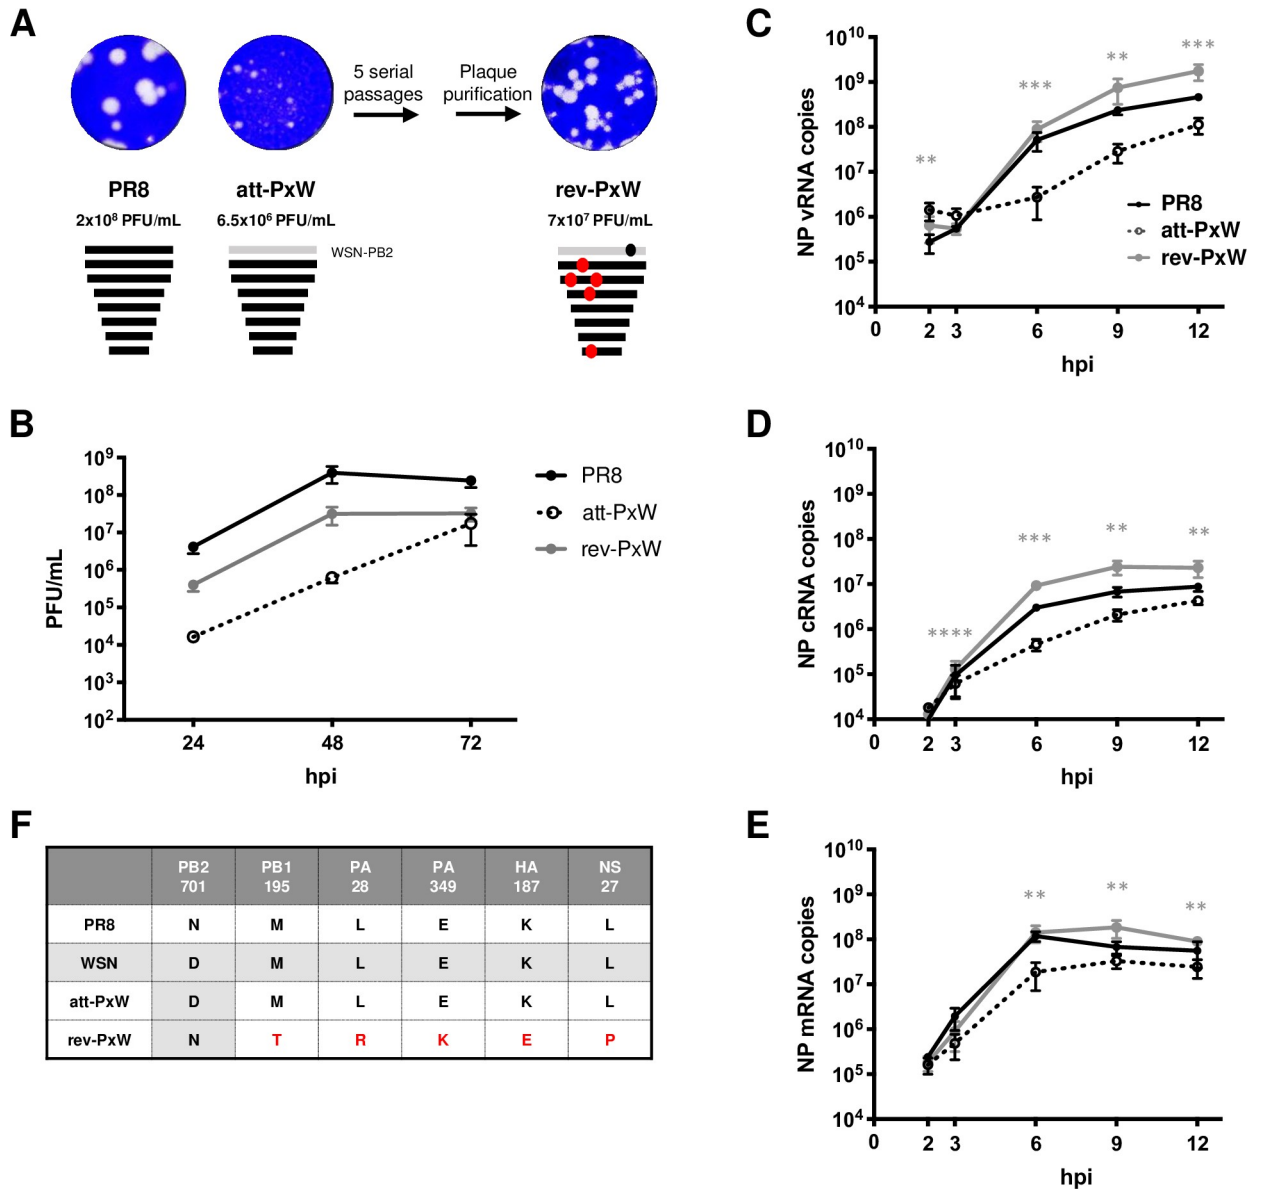 A
5 serial
passages
Plaque
purification
PR8
att-PxW
rev-PxW
2x10⁸ PFU/mL
6.5x10⁶ PFU/mL
7x10⁷ PFU/mL
WSN-PB2
B
10⁹
10⁸
10⁷
10⁶
10⁵
10⁴
10³
10²
PFU/mL
24
48
72
hpi
PR8
att-PxW
rev-PxW
F
PB2 701
PB1 195
PA 28
PA 349
HA 187
NS 27
PR8 N M L E K L
WSN D M L E K L
att-PxW D M L E K L
rev-PxW N T R K E P
C
10¹⁰
10⁹
10⁸
10⁷
10⁶
10⁵
10⁴
NP vRNA copies
**
***
**
***
PR8
att-PxW
rev-PxW
0 2 3 6 9 12
hpi
D
10¹⁰
10⁹
10⁸
10⁷
10⁶
10⁵
10⁴
NP cRNA copies
****
***
**
**
0 2 3 6 9 12
hpi
E
10¹⁰
10⁹
10⁸
10⁷
10⁶
10⁵
10⁴
NP mRNA copies
**
**
**
0 2 3 6 9 12
hpi